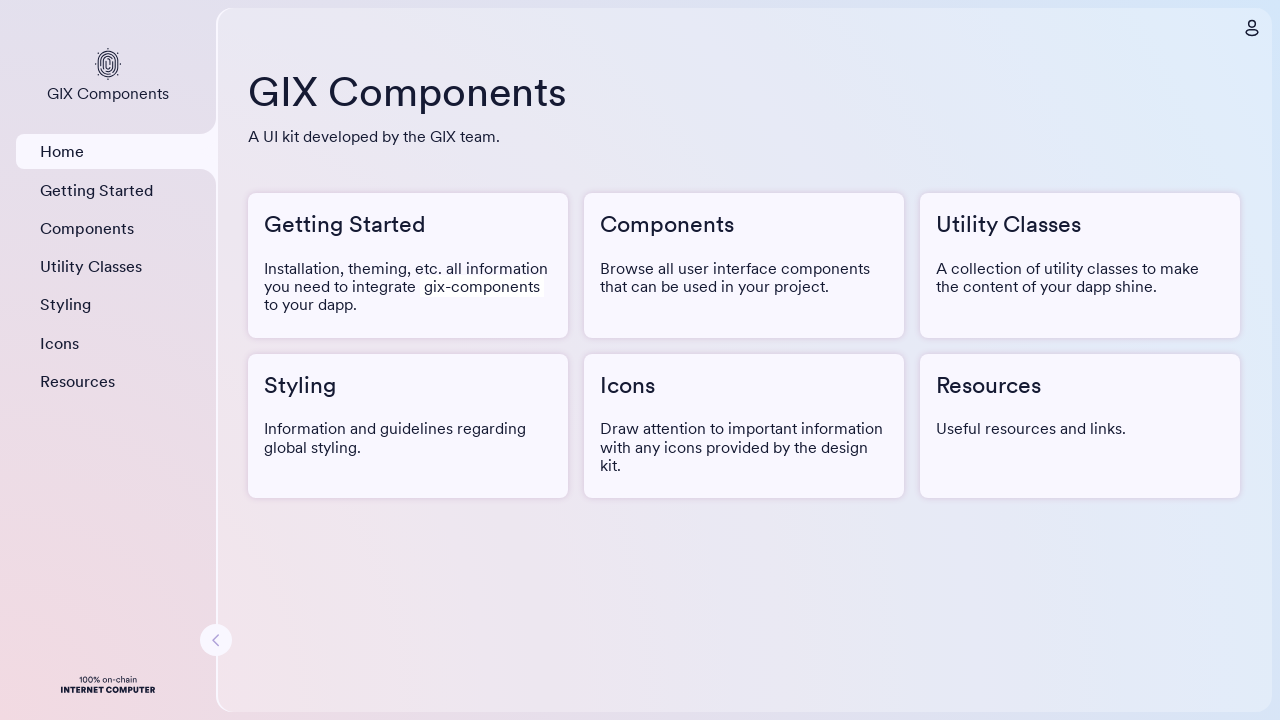 GIX Components
Home
Getting Started
Components
Utility Classes
Styling
Icons
Resources
100% on-chain
INTERNET COMPUTER
GIX Components
A UI kit developed by the GIX team.
Getting Started
Installation, theming, etc. all information
you need to integrate gix-components
to your dapp.
Components
Browse all user interface components
that can be used in your project.
Utility Classes
A collection of utility classes to make
the content of your dapp shine.
Styling
Information and guidelines regarding
global styling.
Icons
Draw attention to important information
with any icons provided by the design
kit.
Resources
Useful resources and links.